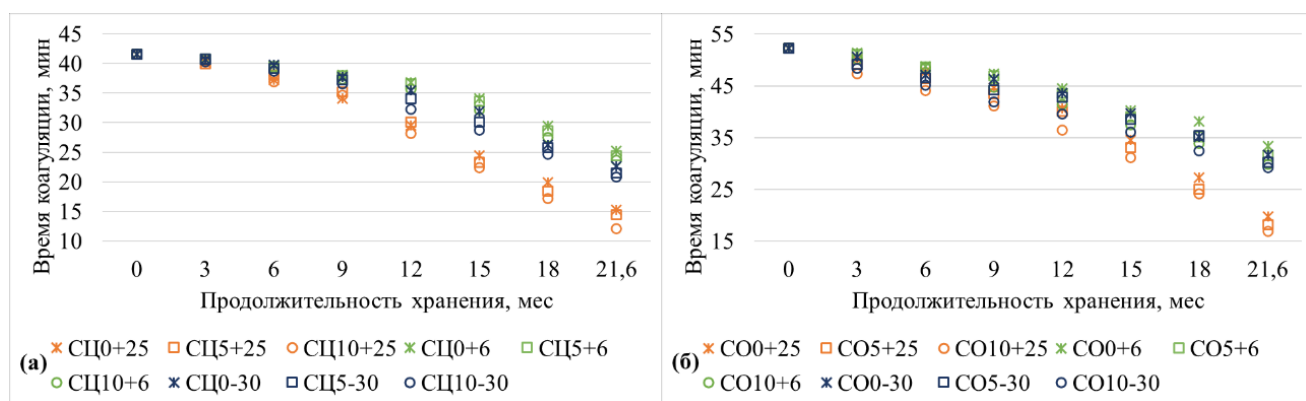 Время коагуляции, мин
45
40
35
30
25
20
15
10
0 3 6 9 12 15 18 21,6
Продолжительность хранения, мес
СЦ0+25 СЦ5+25 СЦ10+25 СЦ0+6 СЦ5+6
(а)
СЦ10+6 СЦ0-30 СЦ5-30 СЦ10-30
Время коагуляции, мин
55
45
35
25
15
0 3 6 9 12 15 18 21,6
Продолжительность хранения, мес
СО0+25 СО5+25 СО10+25 СО0+6 СО5+6
(б)
СО10+6 СО0-30 СО5-30 СО10-30